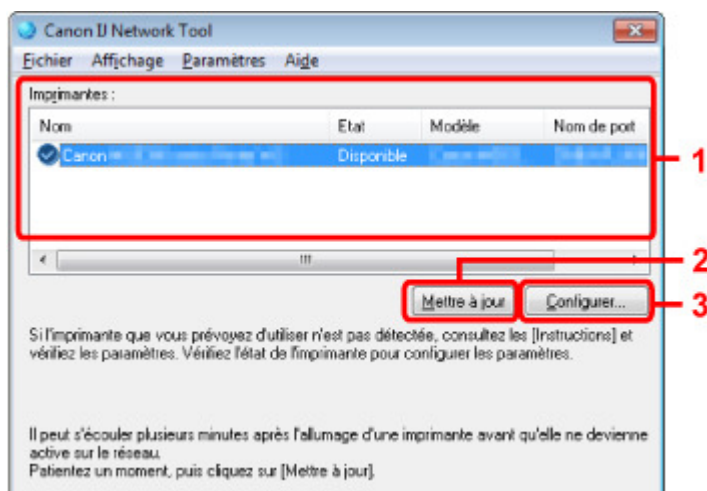 Canon IJ Network Tool
Fichier Affichage Paramètres Aide
Imprimantes :
Nom Etat Modèle Nom de port
Canon Disponible
1
2
Mettre à jour Configurer...
3
Si l'imprimante que vous prévoyez d'utiliser n'est pas détectée, consultez les [Instructions] et
vérifiez les paramètres. Vérifiez l'état de l'imprimante pour configurer les paramètres.
Il peut s'écouler plusieurs minutes après l'allumage d'une imprimante avant qu'elle ne devienne
active sur le réseau.
Patientez un moment, puis cliquez sur [Mettre à jour].